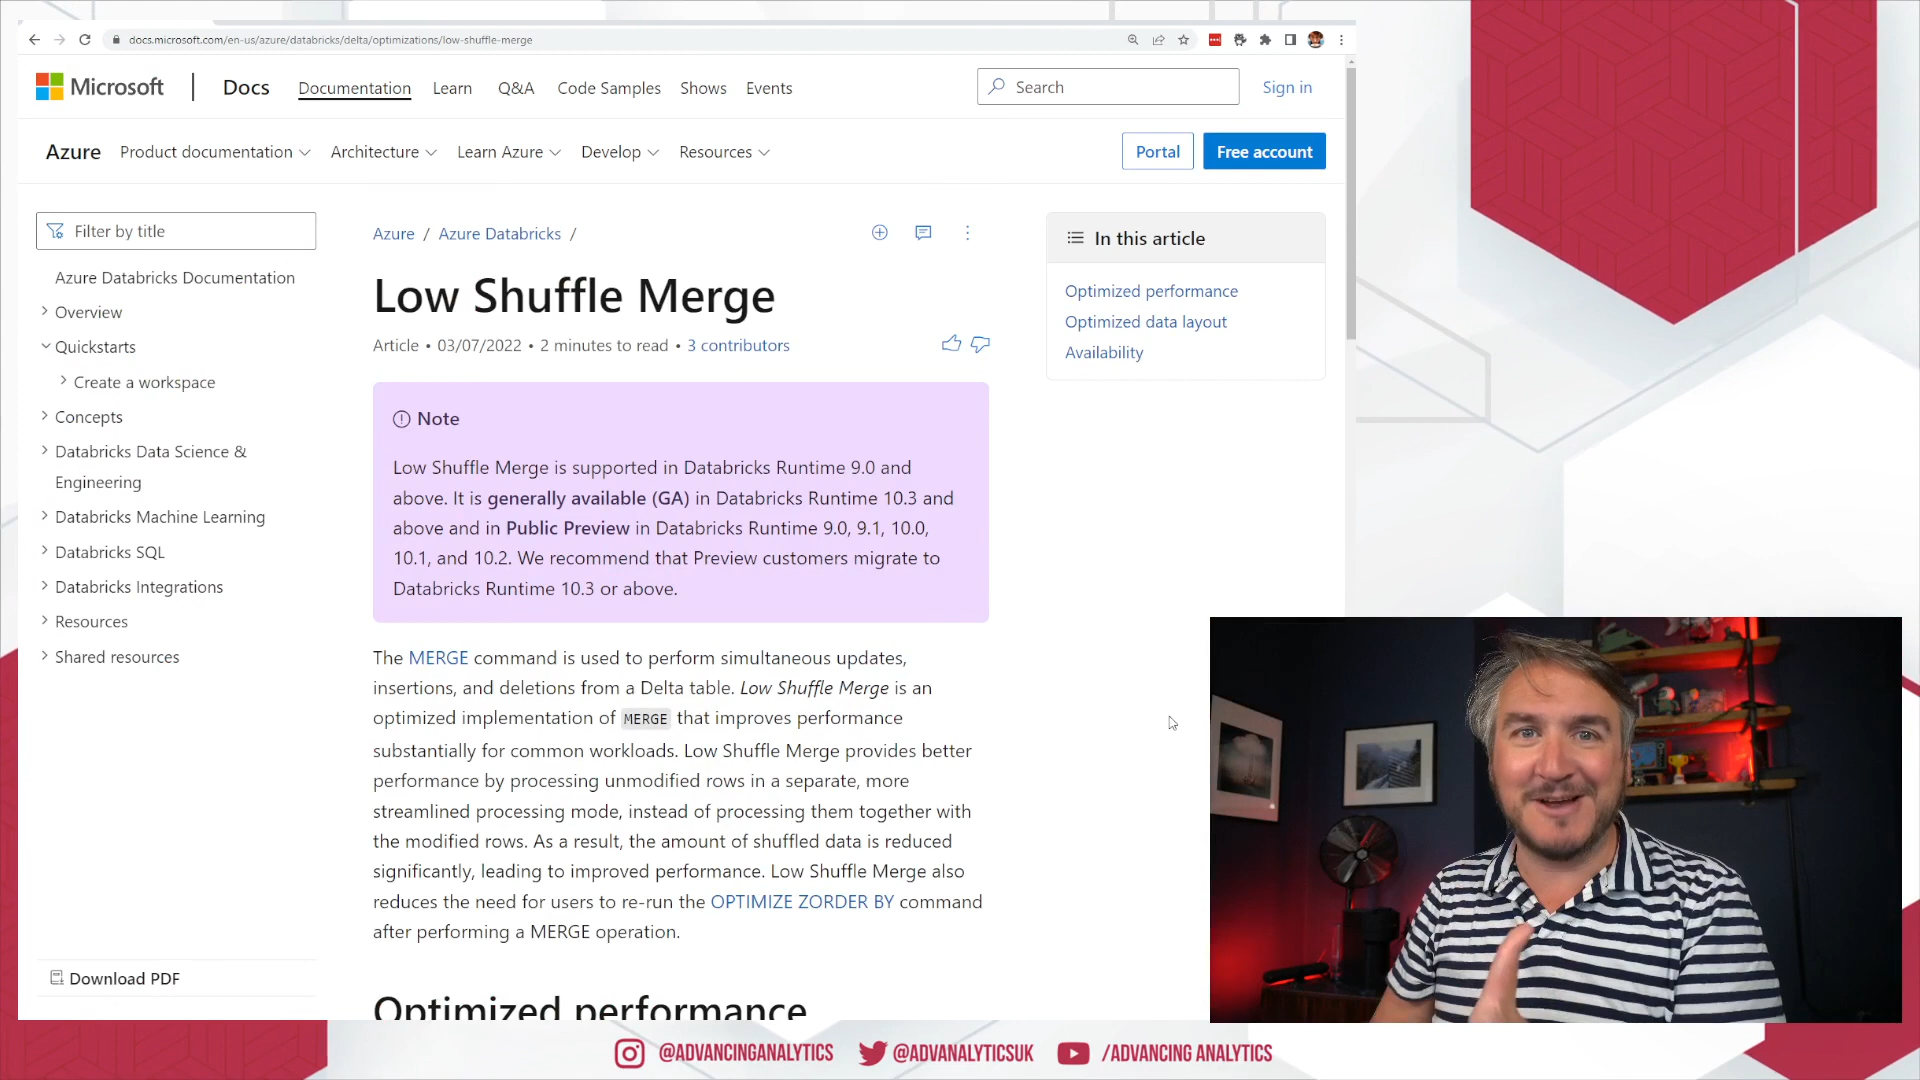 docs.microsoft.com/en-us/azure/databricks/delta/optimizations/low-shuffle-merge
Microsoft
Docs
Documentation
Learn
Q&A
Code Samples
Shows
Events
Search
Sign in
Azure
Product documentation
Architecture
Learn Azure
Develop
Resources
Portal
Free account
Filter by title
Azure Databricks Documentation
Overview
Quickstarts
Create a workspace
Concepts
Databricks Data Science &
Engineering
Databricks Machine Learning
Databricks SQL
Databricks Integrations
Resources
Shared resources
Download PDF
Azure / Azure Databricks /
Low Shuffle Merge
Article • 03/07/2022 • 2 minutes to read • 3 contributors
Note
Low Shuffle Merge is supported in Databricks Runtime 9.0 and
above. It is generally available (GA) in Databricks Runtime 10.3 and
above and in Public Preview in Databricks Runtime 9.0, 9.1, 10.0,
10.1, and 10.2. We recommend that Preview customers migrate to
Databricks Runtime 10.3 or above.
The MERGE command is used to perform simultaneous updates,
insertions, and deletions from a Delta table. Low Shuffle Merge is an
optimized implementation of MERGE that improves performance
substantially for common workloads. Low Shuffle Merge provides better
performance by processing unmodified rows in a separate, more
streamlined processing mode, instead of processing them together with
the modified rows. As a result, the amount of shuffled data is reduced
significantly, leading to improved performance. Low Shuffle Merge also
reduces the need for users to re-run the OPTIMIZE ZORDER BY command
after performing a MERGE operation.
Optimized performance
In this article
Optimized performance
Optimized data layout
Availability
@ADVANCINGANALYTICS
@ADVANALYTICSUK
/ADVANCING ANALYTICS